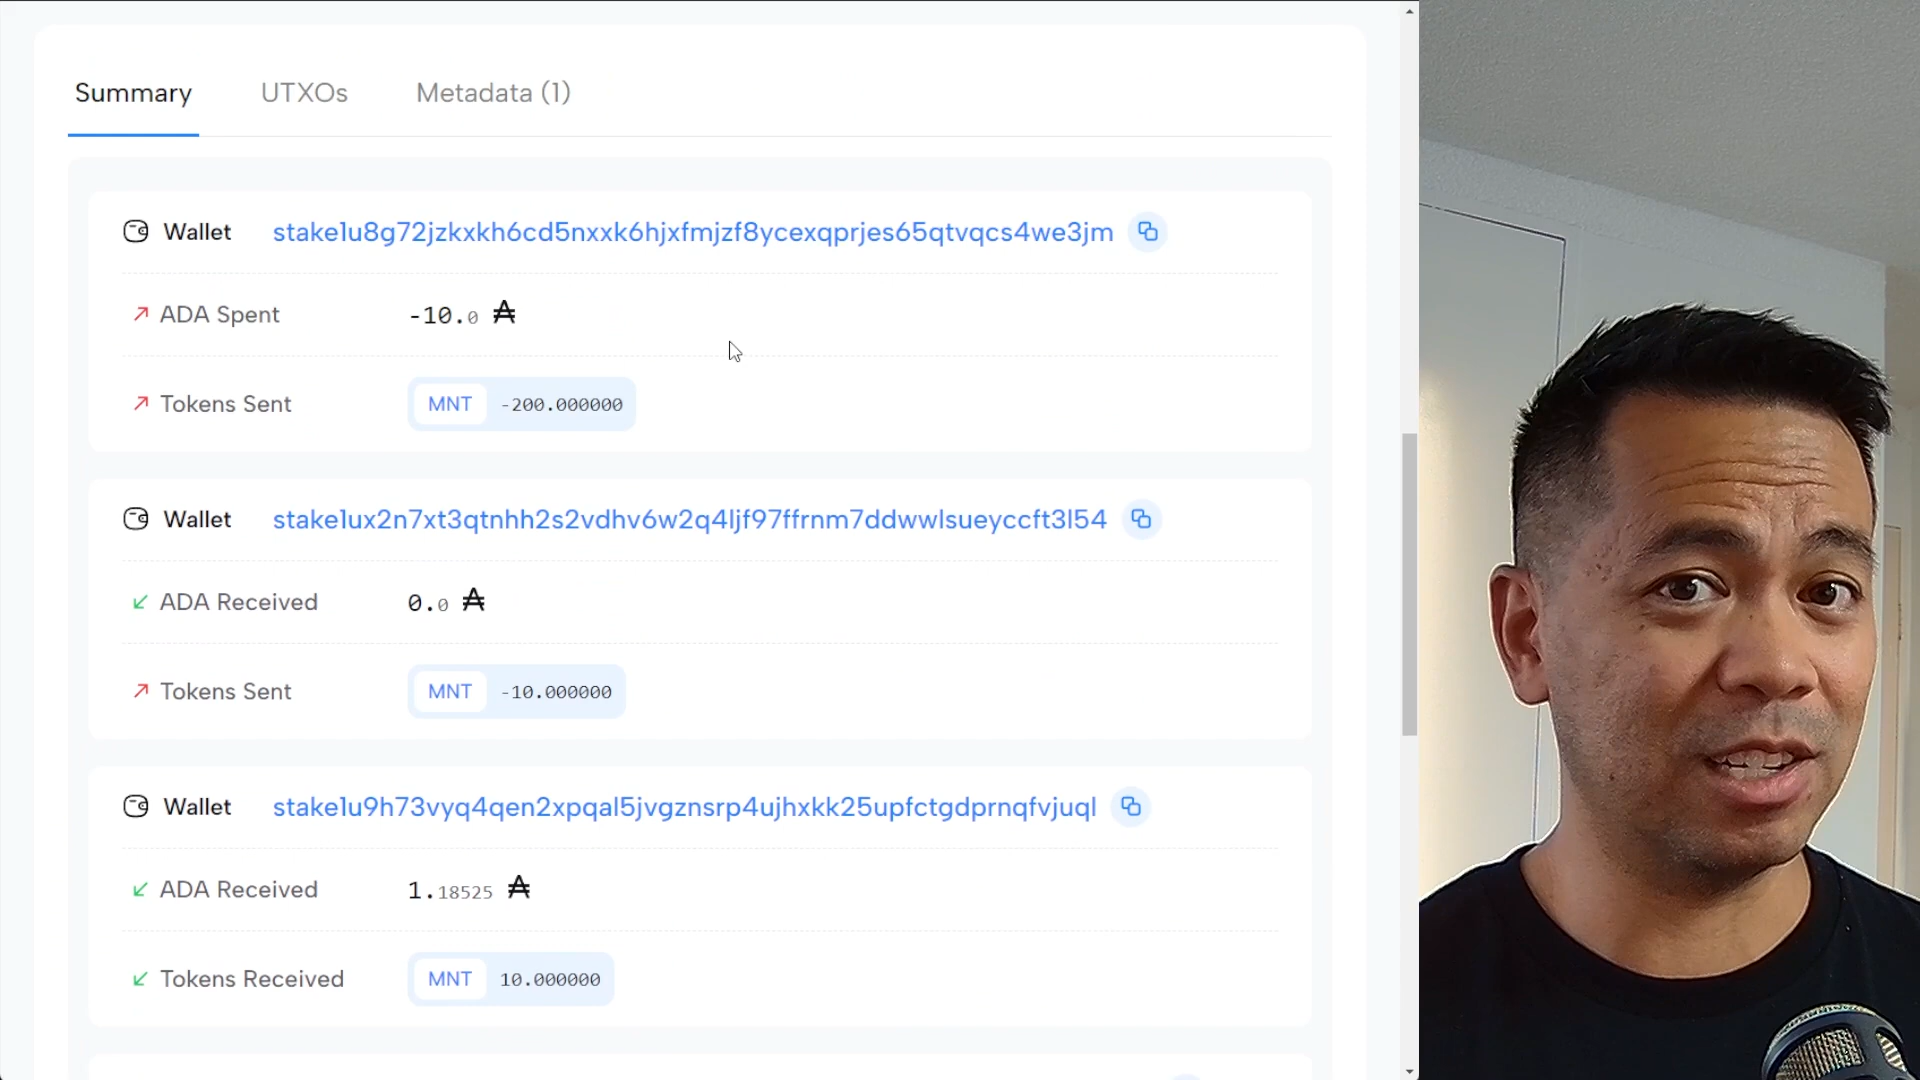 Summary UTXOs Metadata (1)
Wallet stake1u8g72jzkxkh6cd5nxxk6hjxfmjzf8ycexqprjes65qtvqcs4we3jm
ADA Spent -10.0 ₳
Tokens Sent MNT -200.000000
Wallet stake1ux2n7xt3qtnhh2s2vdhv6w2q4ljf97ffrnm7ddwwlsueyccft3l54
ADA Received 0.0 ₳
Tokens Sent MNT -10.000000
Wallet stake1u9h73vyq4qen2xpqal5jvgznsrp4ujhxkk25upfctgdprnqfvjuql
ADA Received 1.18525 ₳
Tokens Received MNT 10.000000